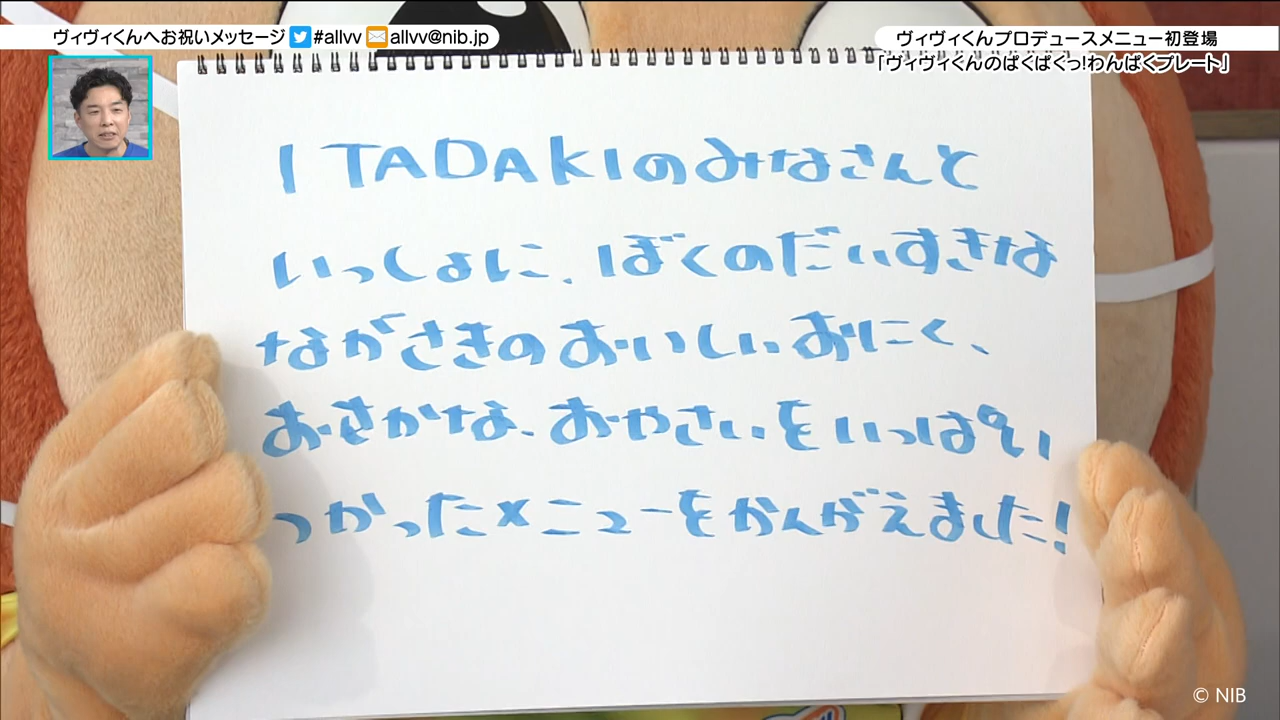 ヴィヴィくんへお祝いメッセージ #allvv allvv@nib.jp
ヴィヴィくんプロデュースメニュー初登場
「ヴィヴィくんのぱくぱくっ!わんぱくプレート」
ITADAKIのみなさんと
いっしょに、ぼくのだいすきな
ながさきのおいしいおにく、
おさかな、おやさいをいっぱい
つかったメニューをかんがえました!
© NIB